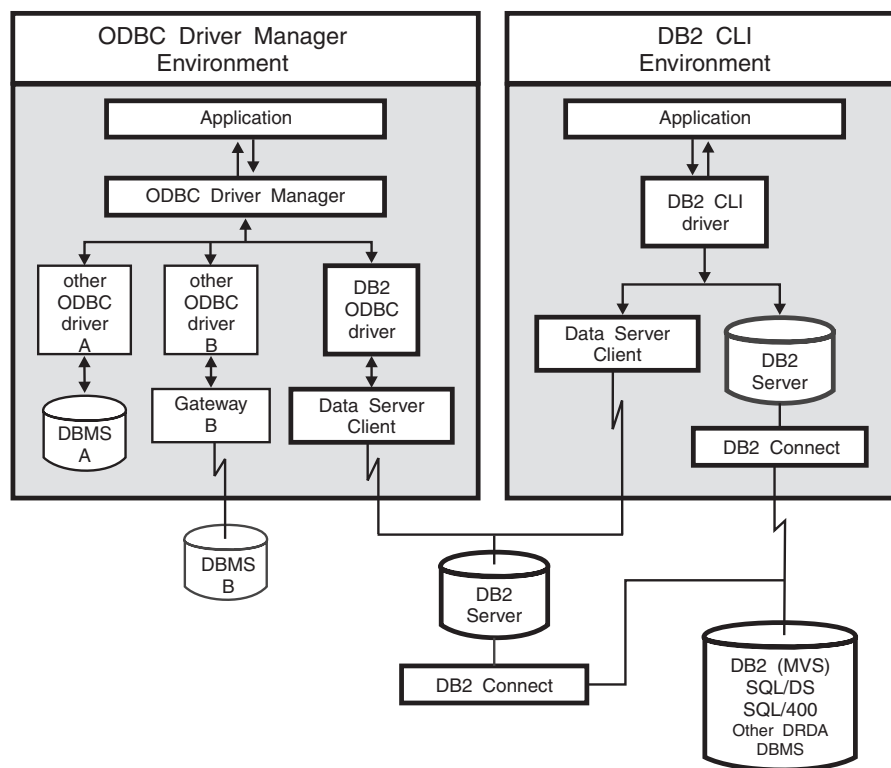 ODBC Driver Manager
Environment
Application
ODBC Driver Manager
other
ODBC
driver
A
other
ODBC
driver
B
DB2
ODBC
driver
DBMS
A
Gateway
B
Data Server
Client
DBMS
B
DB2 CLI
Environment
Application
DB2 CLI
driver
Data Server
Client
DB2
Server
DB2 Connect
DB2
Server
DB2 Connect
DB2 (MVS)
SQL/DS
SQL/400
Other DRDA
DBMS